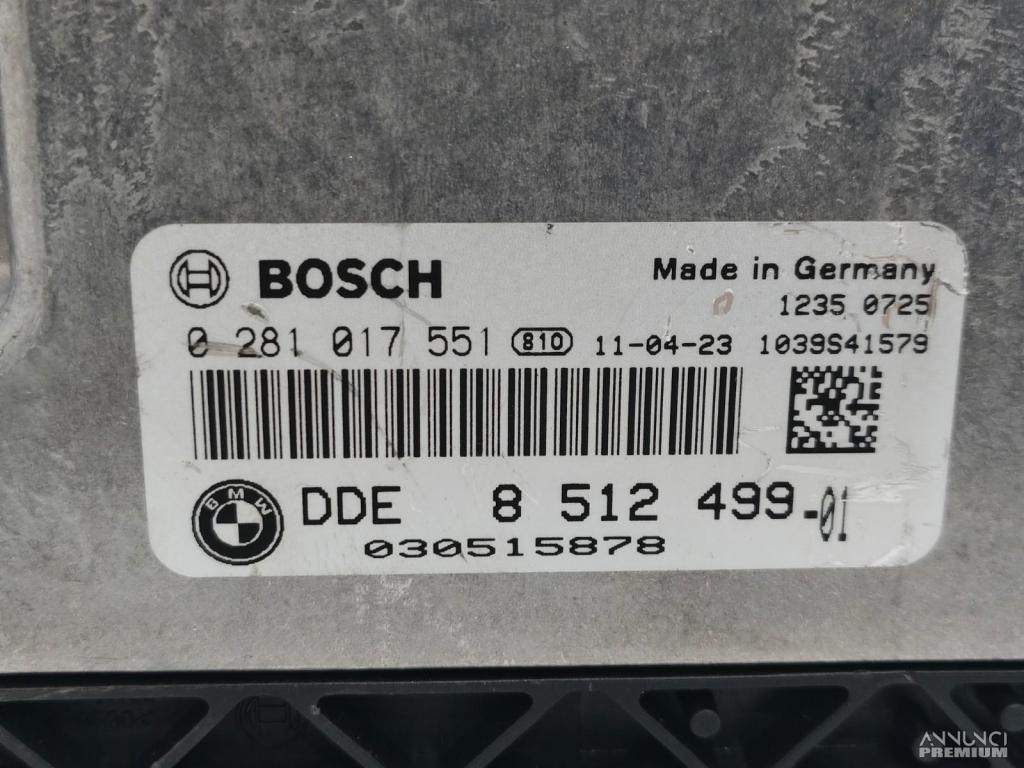 BOSCH
Made in Germany
1235 0725
0 281 017 551 810 11-04-23 1039S41579
BMW
DDE 8 512 499-01
030515878
ANNUNCI
PREMIUM